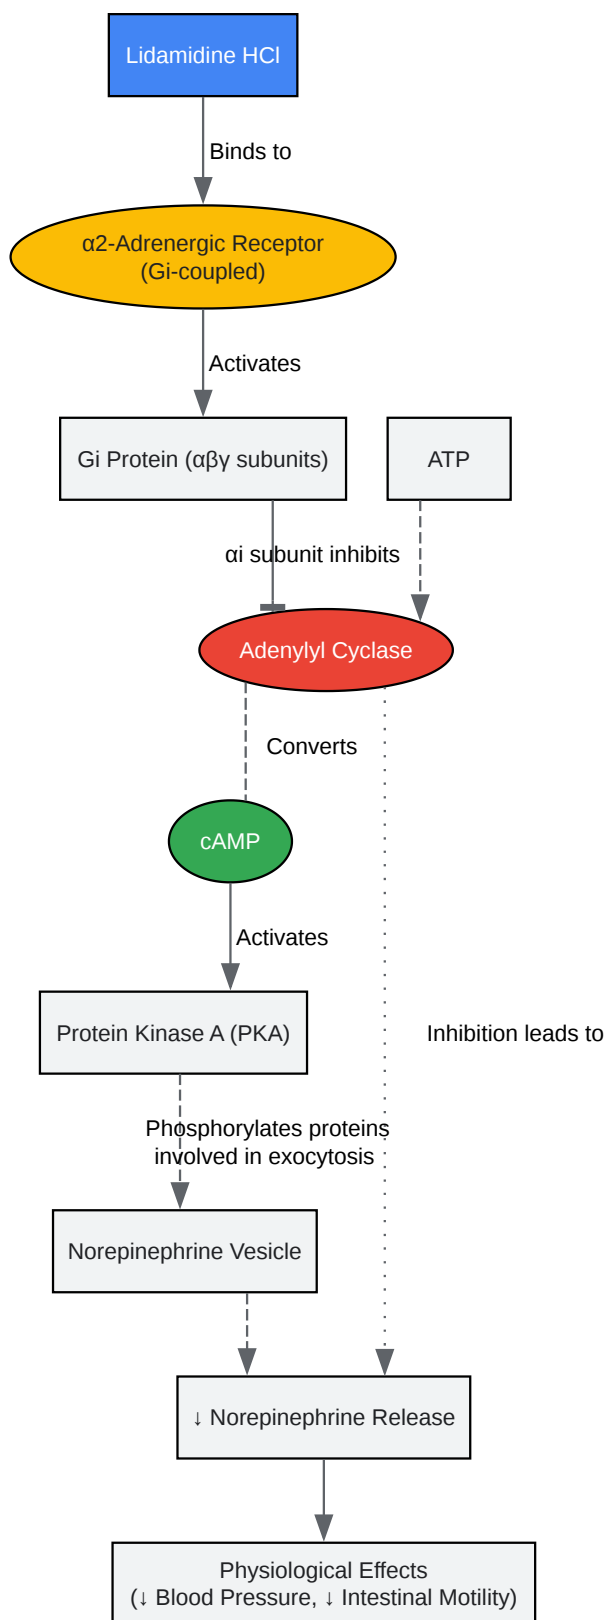 Lidamidine HCl
Binds to
α2-Adrenergic Receptor
(Gi-coupled)
Activates
Gi Protein (αβγ subunits)
ATP
αi subunit inhibits
Adenylyl Cyclase
Converts
cAMP
Activates
Protein Kinase A (PKA)
Inhibition leads to
Phosphorylates proteins
involved in exocytosis
Norepinephrine Vesicle
↓ Norepinephrine Release
Physiological Effects
(↓ Blood Pressure, ↓ Intestinal Motility)